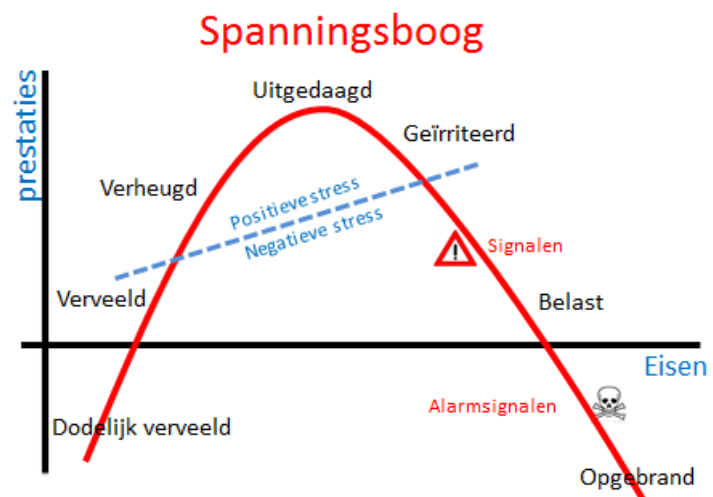 Spanningsboog
prestaties
Uitgedaagd
Geïrriteerd
Verheugd
Positieve stress
Negatieve stress
Signalen
Verveeld
Belast
Eisen
Alarmsignalen
Dodelijk verveeld
Opgebrand